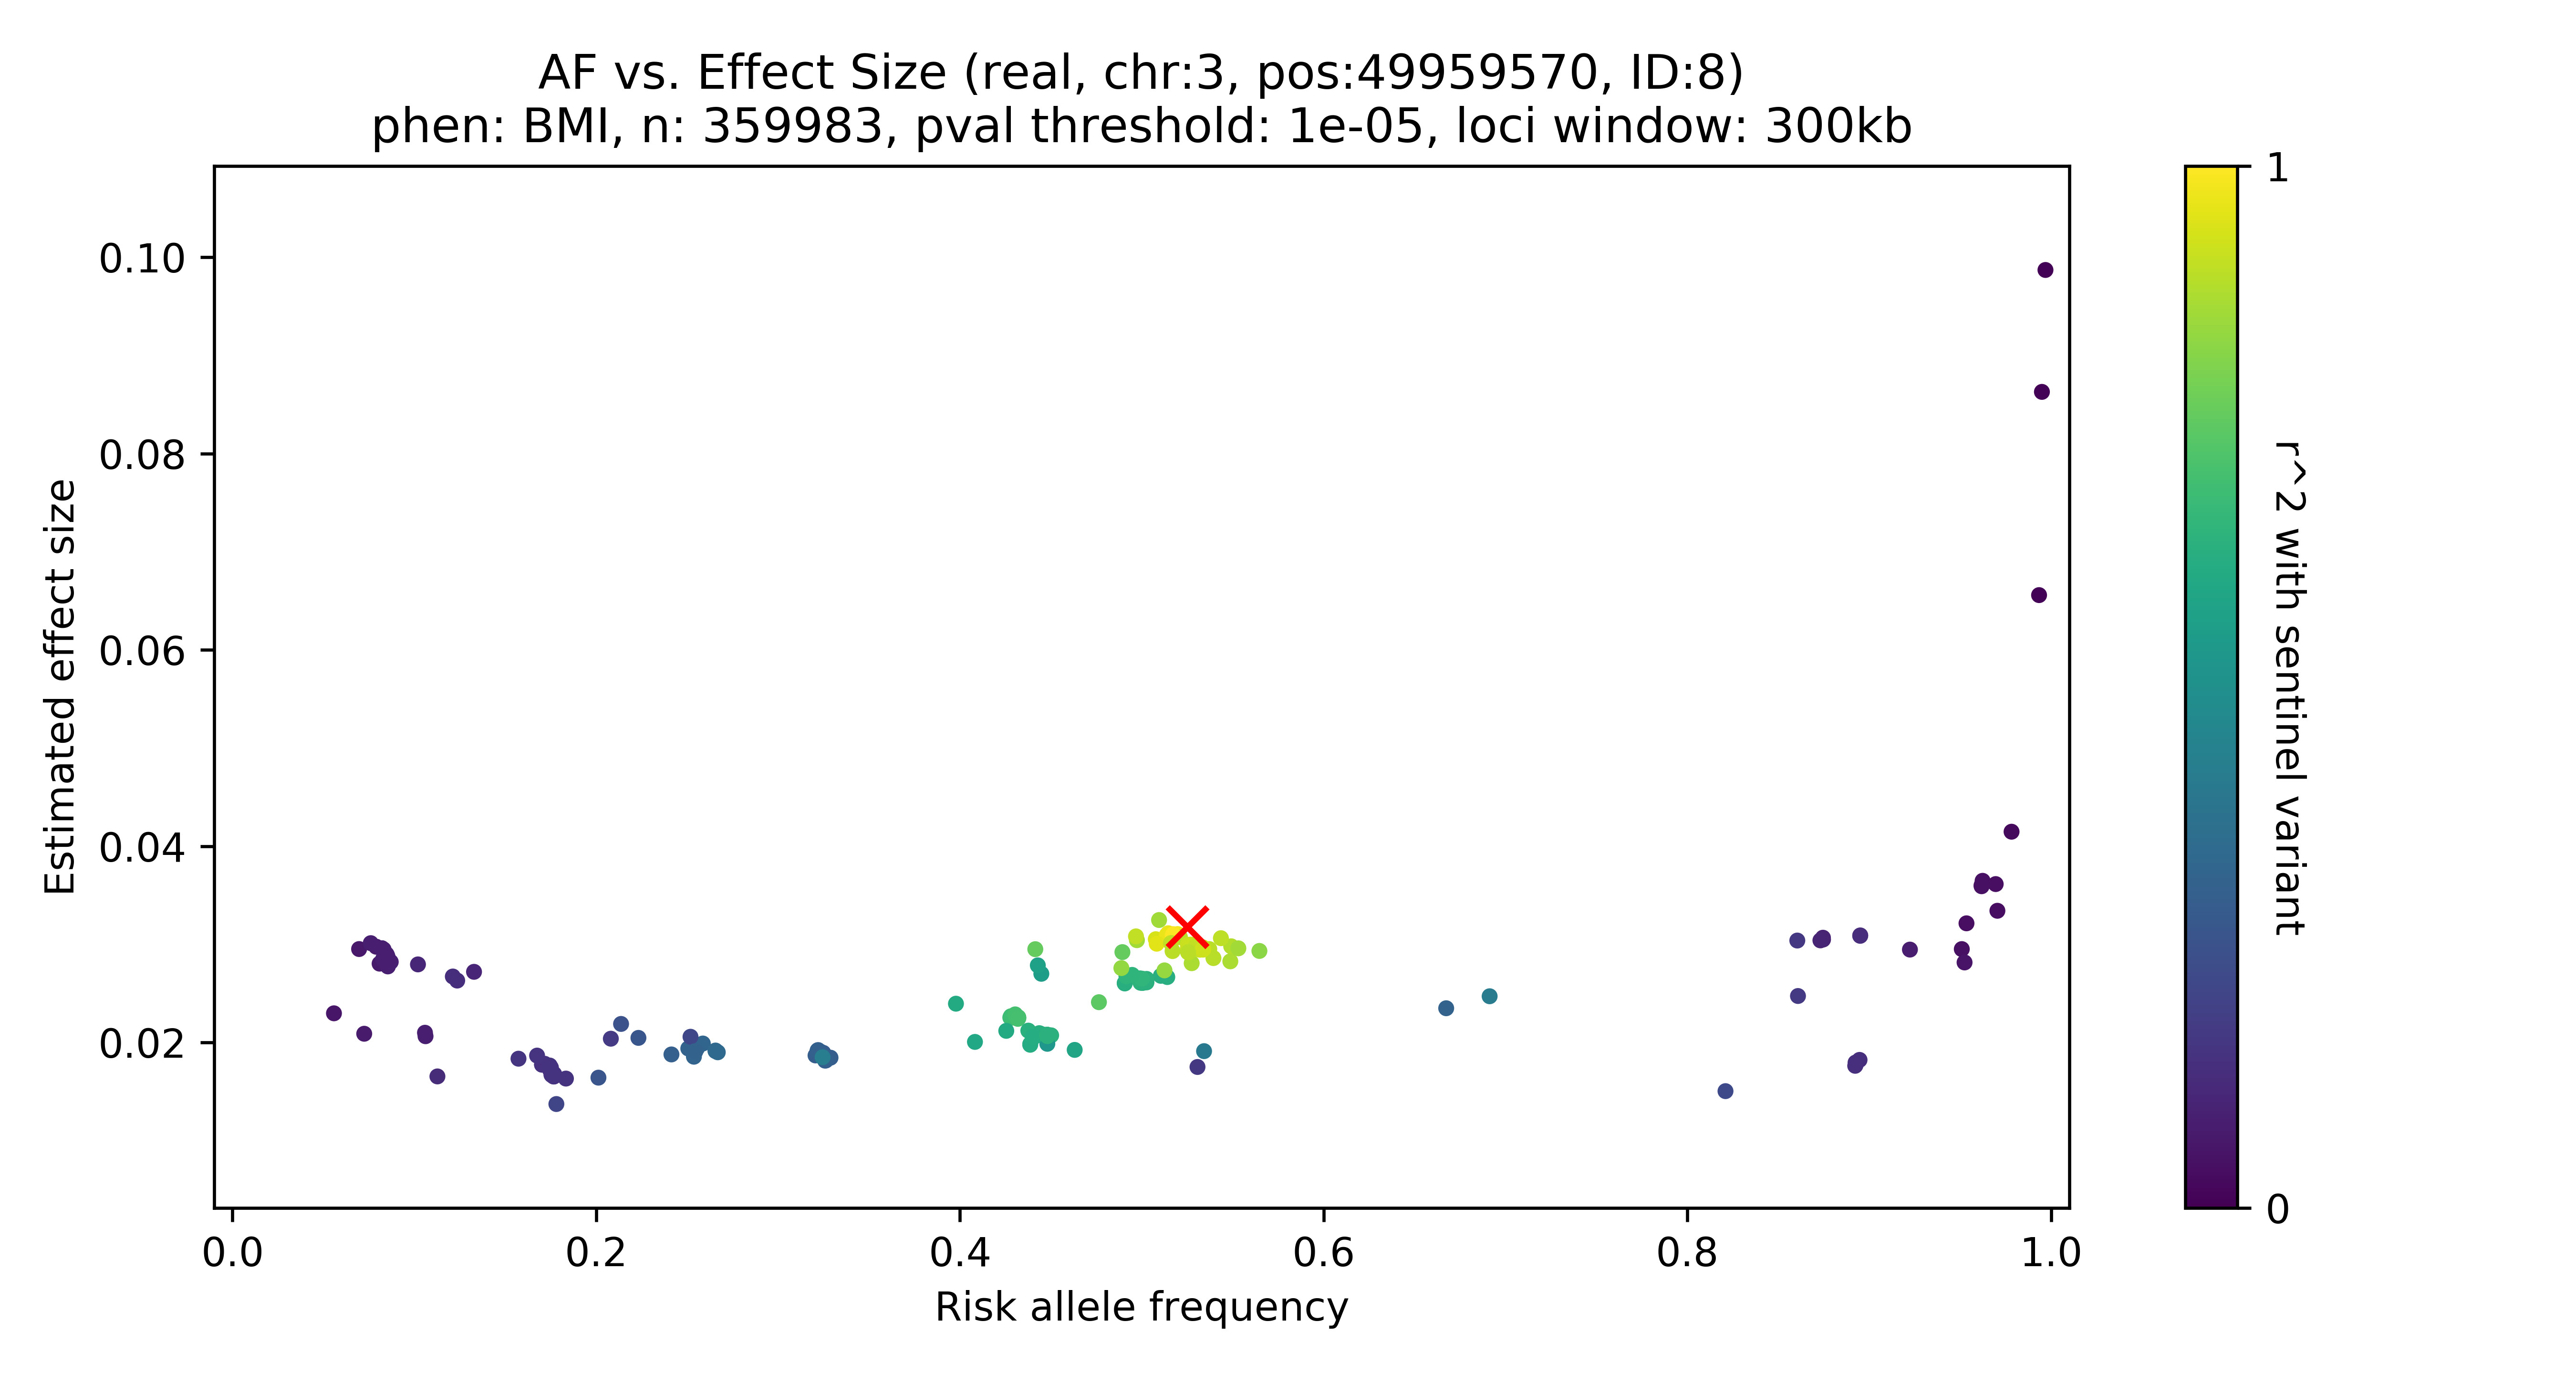 AF vs. Effect Size (real, chr:3, pos:49959570, ID:8)
phen: BMI, n: 359983, pval threshold: 1e-05, loci window: 300kb
Estimated effect size
0.10
0.08
0.06
0.04
0.02
0.0
0.2
0.4
0.6
0.8
1.0
Risk allele frequency
1
0
r^2 with sentinel variant